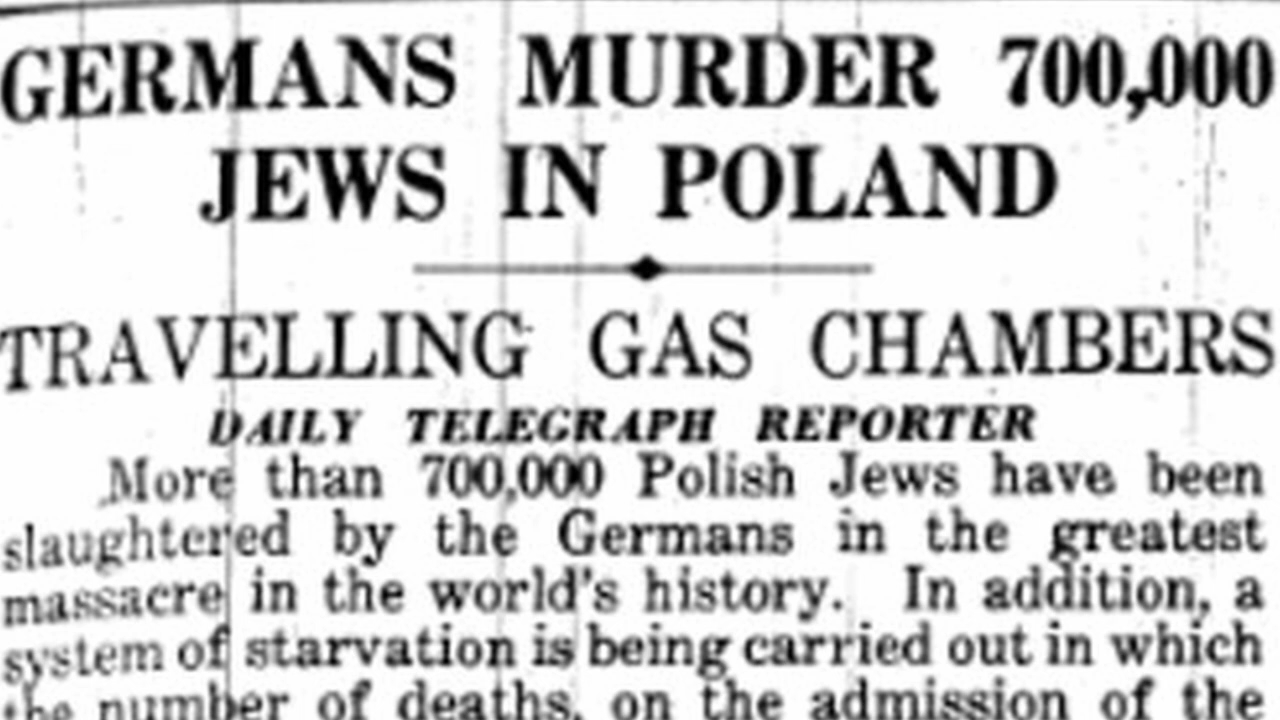 GERMANS MURDER 700,000
JEWS IN POLAND
TRAVELLING GAS CHAMBERS
DAILY TELEGRAPH REPORTER
More than 700,000 Polish Jews have been
slaughtered by the Germans in the greatest
massacre in the world's history. In addition, a
system of starvation is being carried out in which
the number of deaths, on the admission of the